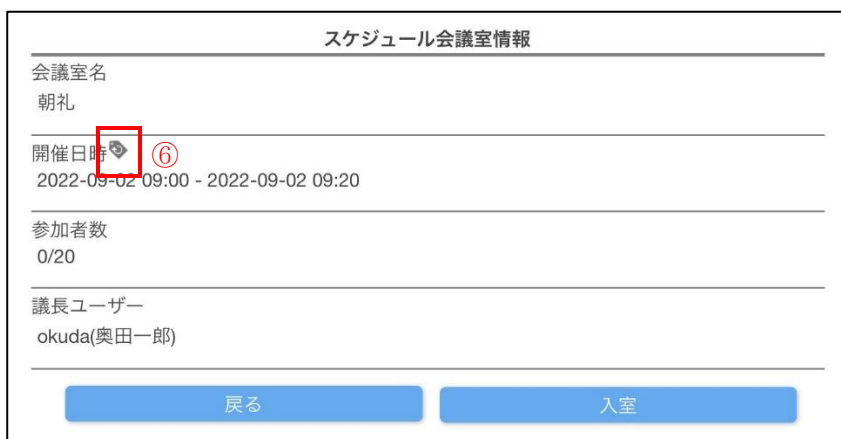 スケジュール会議室情報
会議室名
朝礼
開催日時 ⑥
2022-09-02 09:00 - 2022-09-02 09:20
参加者数
0/20
議長ユーザー
okuda(奥田一郎)
戻る 入室